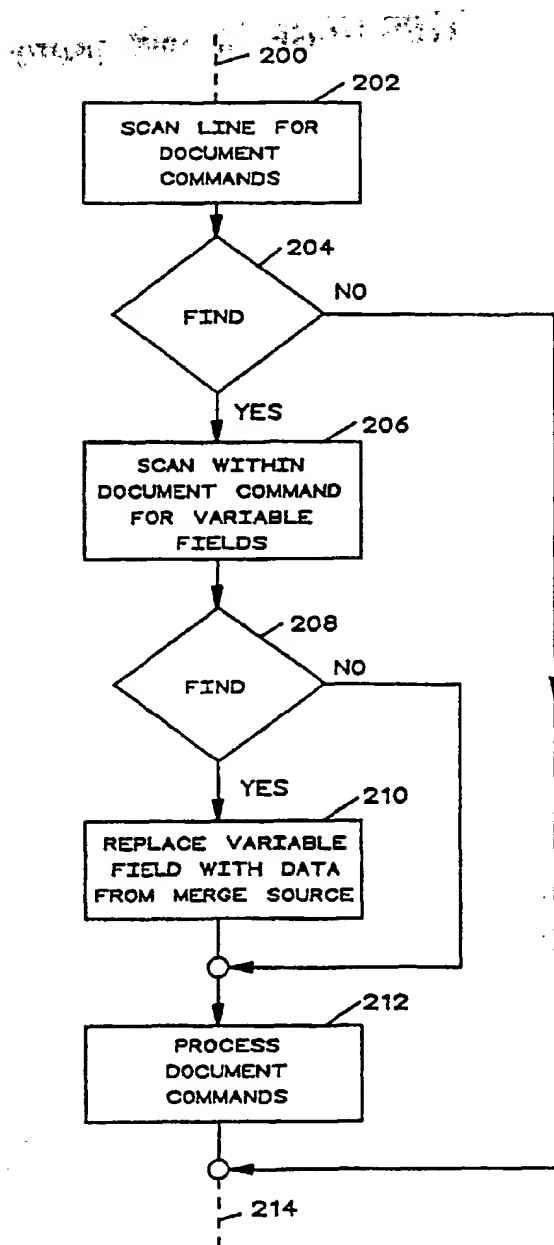 200
202
SCAN LINE FOR
DOCUMENT
COMMANDS
204
FIND
NO
YES
206
SCAN WITHIN
DOCUMENT COMMAND
FOR VARIABLE
FIELDS
208
FIND
NO
YES
210
REPLACE VARIABLE
FIELD WITH DATA
FROM MERGE SOURCE
212
PROCESS
DOCUMENT
COMMANDS
214